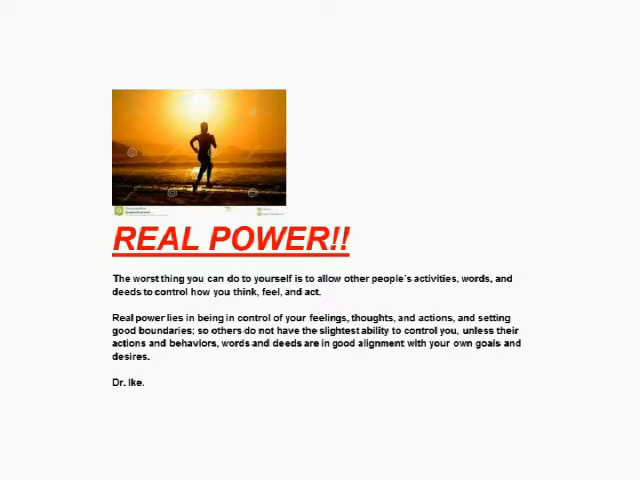 REAL POWER!!
The worst thing you can do to yourself is to allow other people's activities, words, and
deeds to control how you think, feel, and act.
Real power lies in being in control of your feelings, thoughts, and actions, and setting
good boundaries; so others do not have the slightest ability to control you, unless their
actions and behaviors, words and deeds are in good alignment with your own goals and
desires.
Dr. Ike.